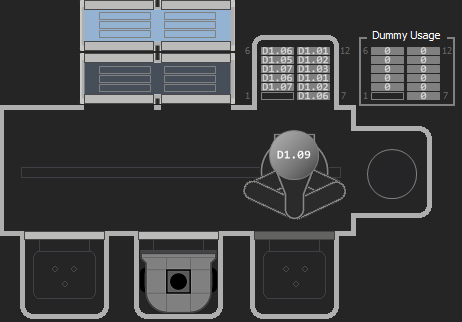 Dummy Usage
6 D1.06 D1.01 12
D1.05 D1.02
D1.07 D1.03
D1.06 D1.01
D1.07 D1.02
1 D1.06 7
6 0 0 12
0 0
0 0
0 0
0 0
1 0 7
D1.09